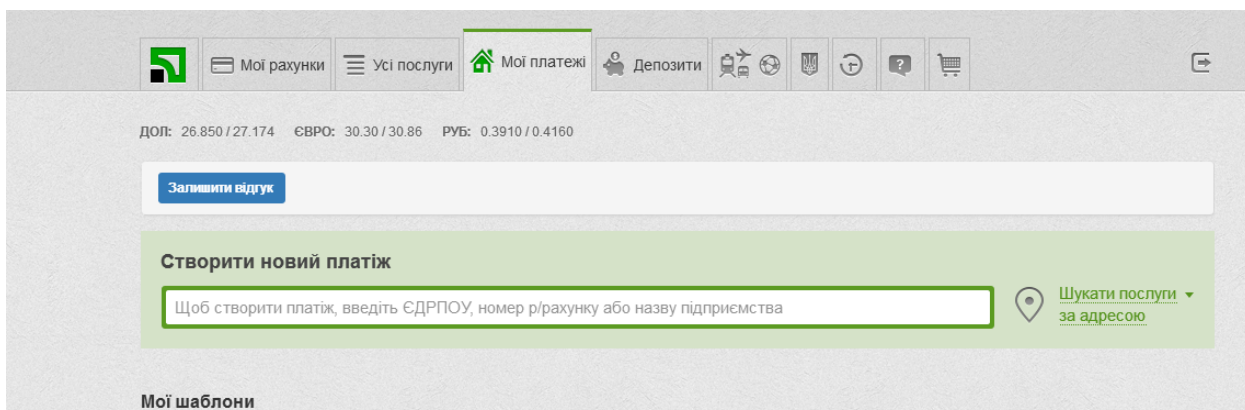 Мої рахунки Усі послуги Мої платежі Депозити
ДОЛ: 26.850 / 27.174 ЄВРО: 30.30 / 30.86 РУБ: 0.3910 / 0.4160
Залишити відгук
Створити новий платіж
Щоб створити платіж, введіть ЄДРПОУ, номер р/рахунку або назву підприємства
Шукати послуги
за адресою
Мої шаблони